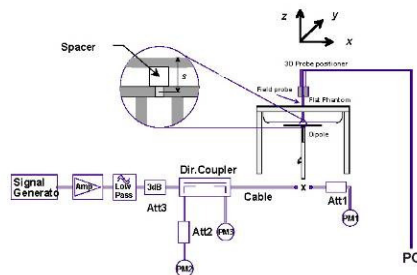 z
y
x
Spacer
s
3D Probe positioner
Field probe
Flat Phantom
Dipole
Signal
Generato
Amp
Low
Pass
3dB
Att3
Dir.Coupler
Cable
x
Att1
PM1
Att2
PM3
PM2
PC